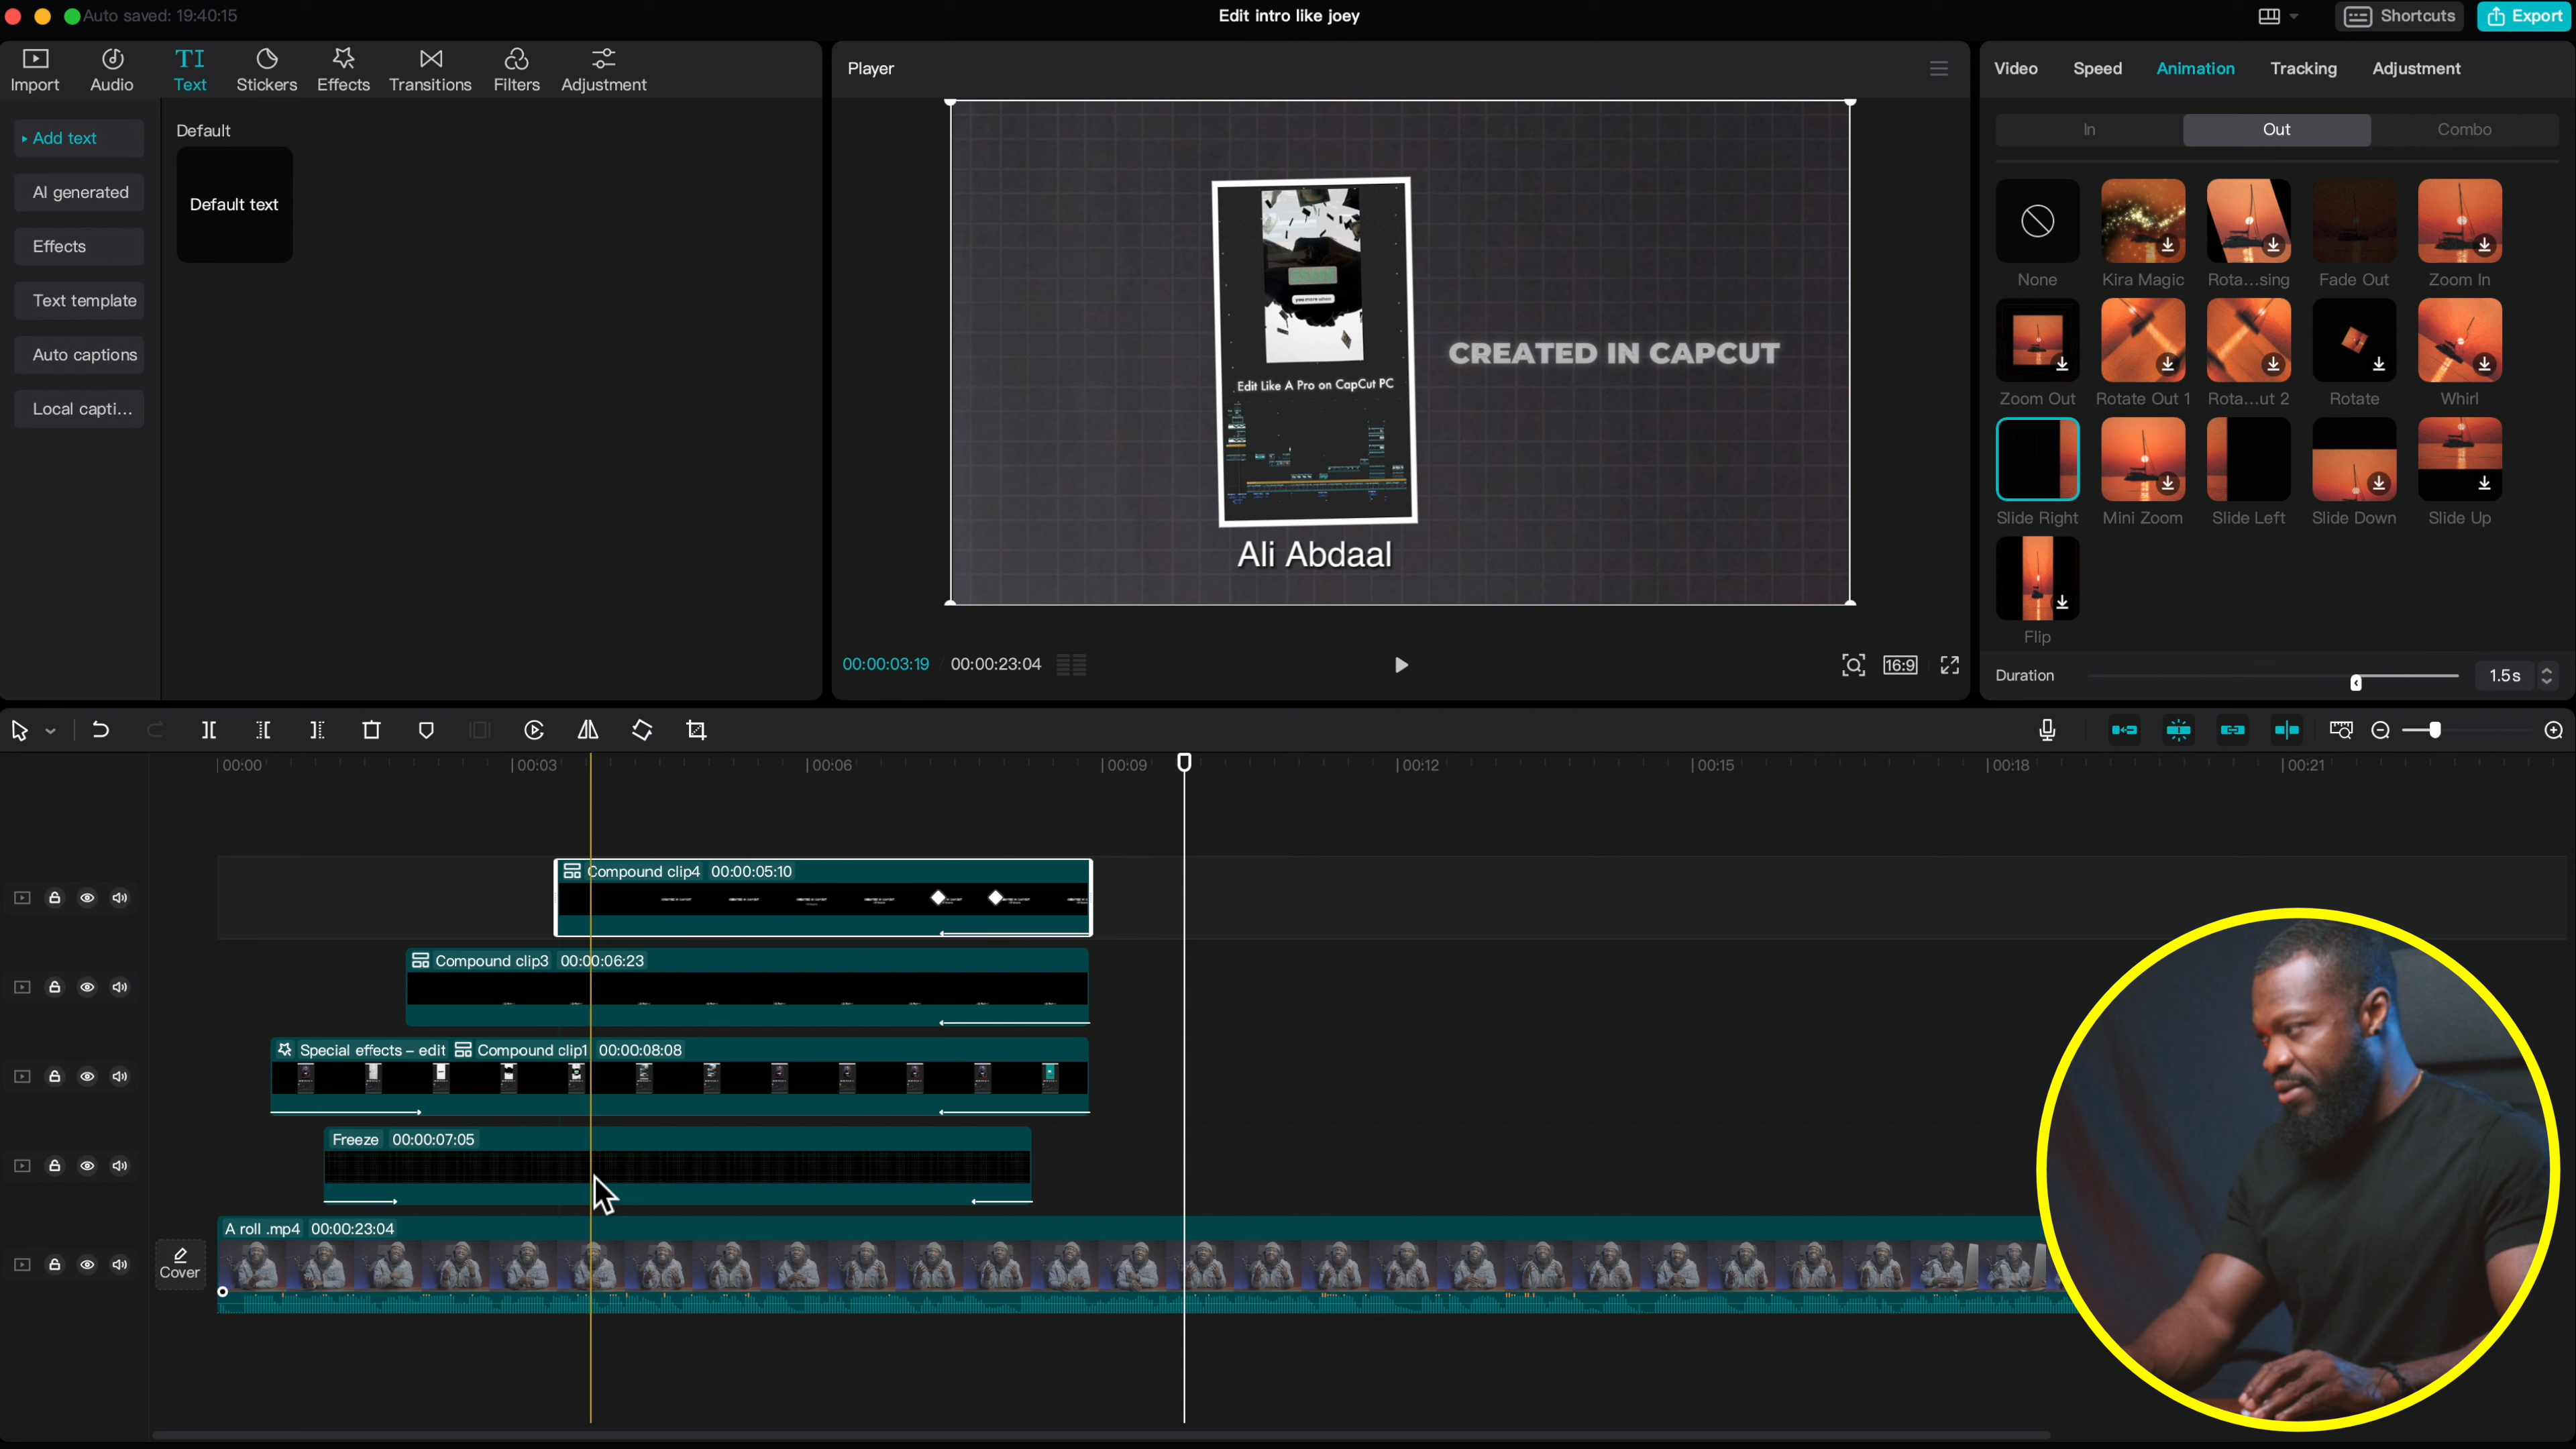 Auto saved: 19:40:15
Edit intro like joey
Shortcuts
Export
Import
Audio
TI
Text
Stickers
Effects
Transitions
Filters
Adjustment
Add text
AI generated
Effects
Text template
Auto captions
Local capti...
Default
Default text
Player
Edit Like A Pro on CapCut PC
CREATED IN CAPCUT
Ali Abdaal
00:00:03:19
00:00:23:04
16:9
Video
Speed
Animation
Tracking
Adjustment
In
Out
Combo
None
Kira Magic
Rota...sing
Fade Out
Zoom In
Zoom Out
Rotate Out 1
Rota...ut 2
Rotate
Whirl
Slide Right
Mini Zoom
Slide Left
Slide Down
Slide Up
Flip
Duration
1.5s
00:00
00:03
00:06
00:09
00:12
00:15
00:18
00:21
Compound clip4 00:00:05:10
Compound clip3 00:00:06:23
Special effects – edit Compound clip1 00:00:08:08
Freeze 00:00:07:05
A roll .mp4 00:00:23:04
Cover